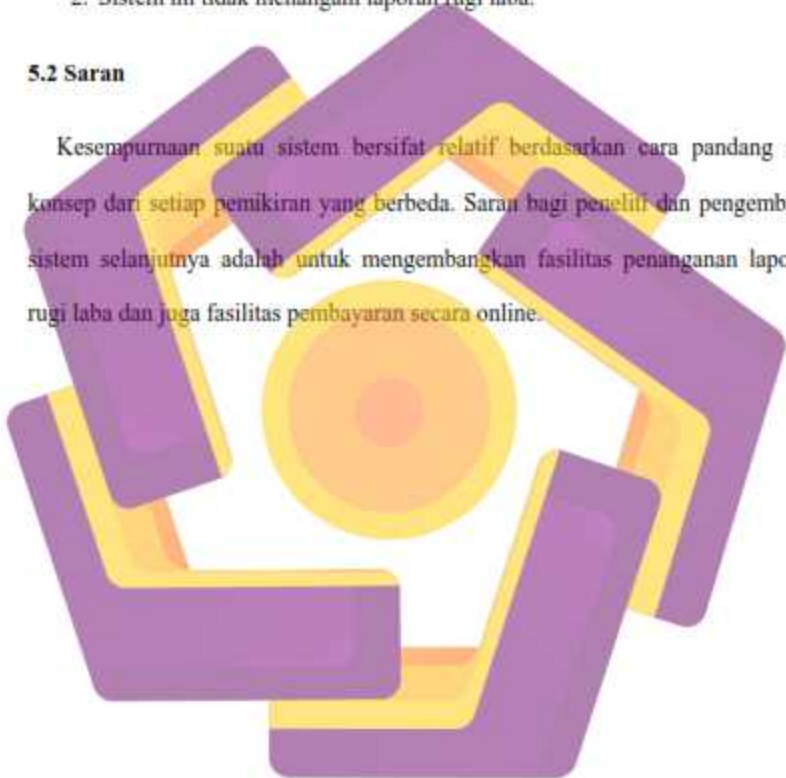 2. Sistem ini tidak menangani laporan rugi laba.
5.2 Saran
Kesempurnaan suatu sistem bersifat relatif berdasarkan cara pandang
konsep dari setiap pemikiran yang berbeda. Saran bagi peneliti dan pengemb
sistem selanjutnya adalah untuk mengembangkan fasilitas penanganan lapo
rugi laba dan juga fasilitas pembayaran secara online.